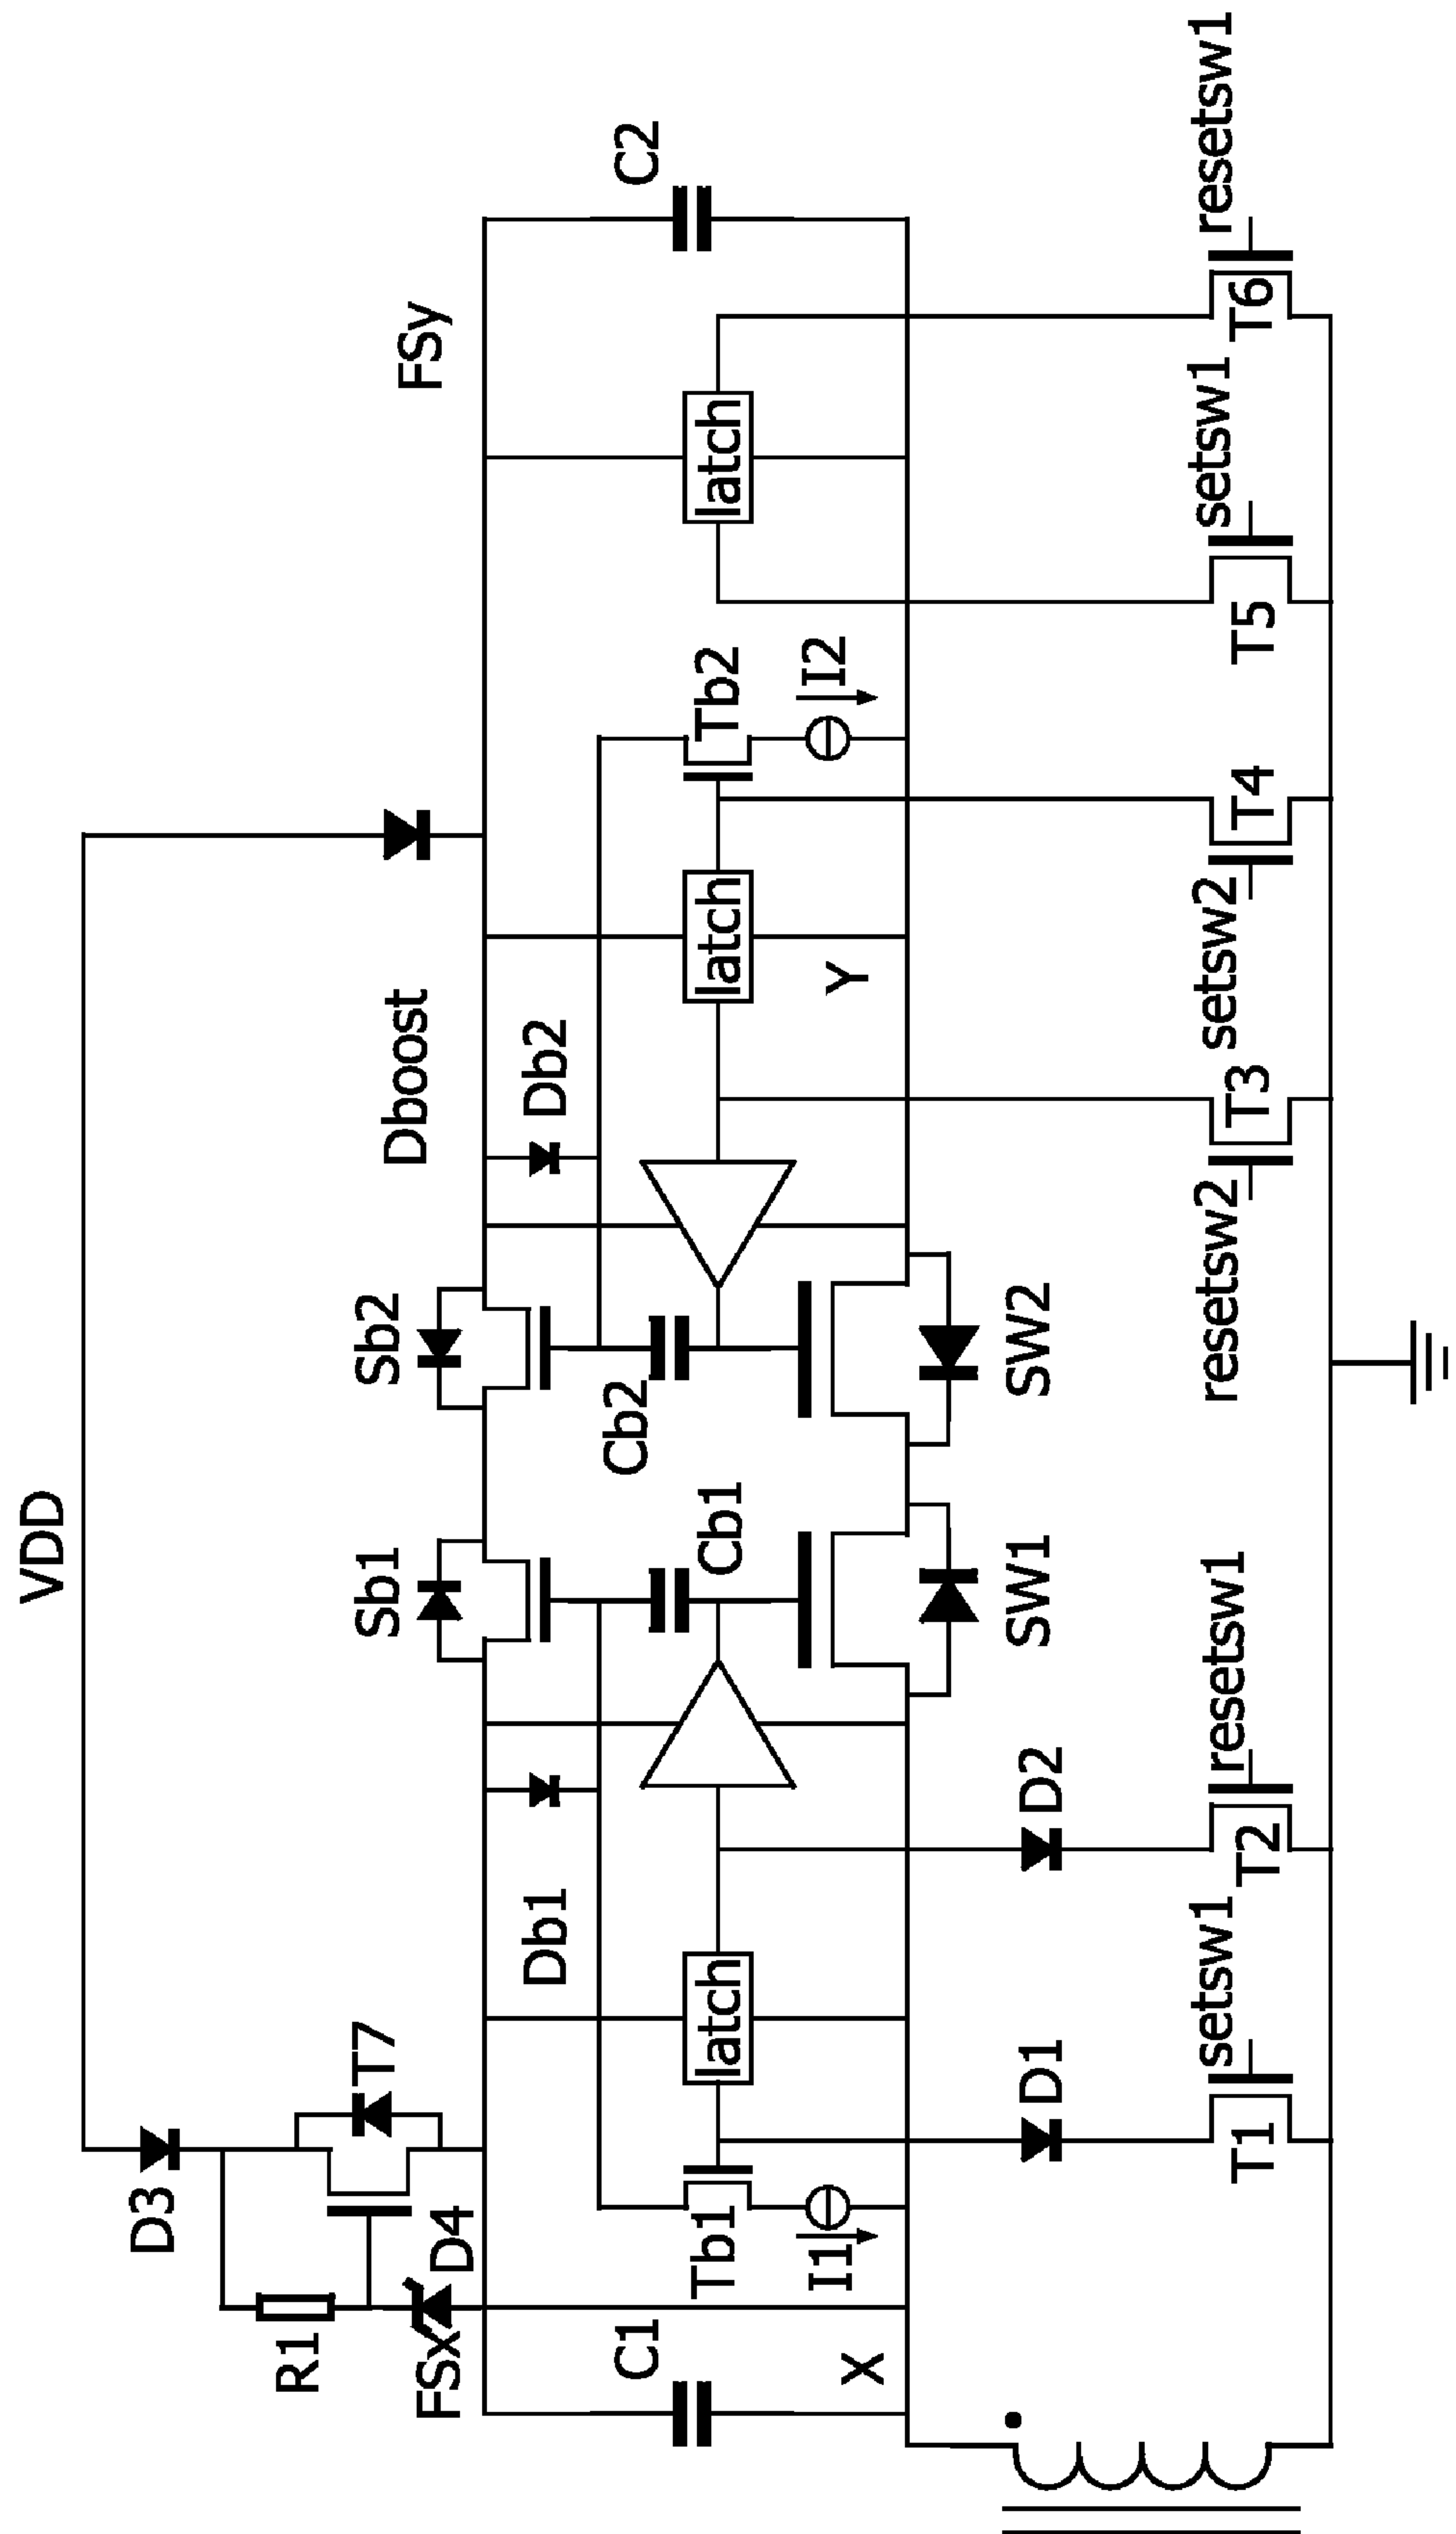 VDD
D3
R1
T7
D4
FSx
C1
X
Db1
latch
Tb1
I1
Sb1
Cb1
SW1
Sb2
Cb2
SW2
Dboost
Db2
latch
Y
Tb2
I2
FSy
latch
C2
D1
D2
T1
setsw1
T2
resetsw1
resetsw2
T3
setsw2
T4
T5
setsw1
T6
resetsw1